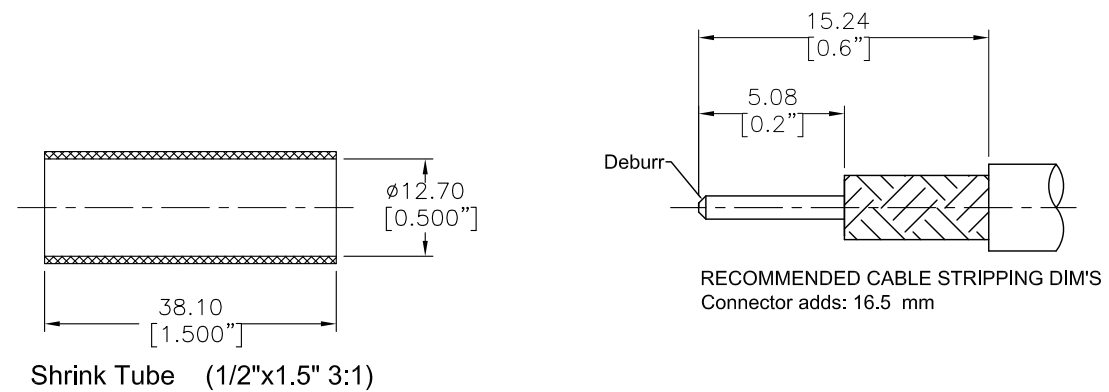 15.24
[0.6”]
5.08
[0.2”]
Deburr
ø12.70
[0.500”]
38.10
[1.500”]
RECOMMENDED CABLE STRIPPING DIM'S
Connector adds: 16.5 mm
Shrink Tube (1/2"x1.5" 3:1)